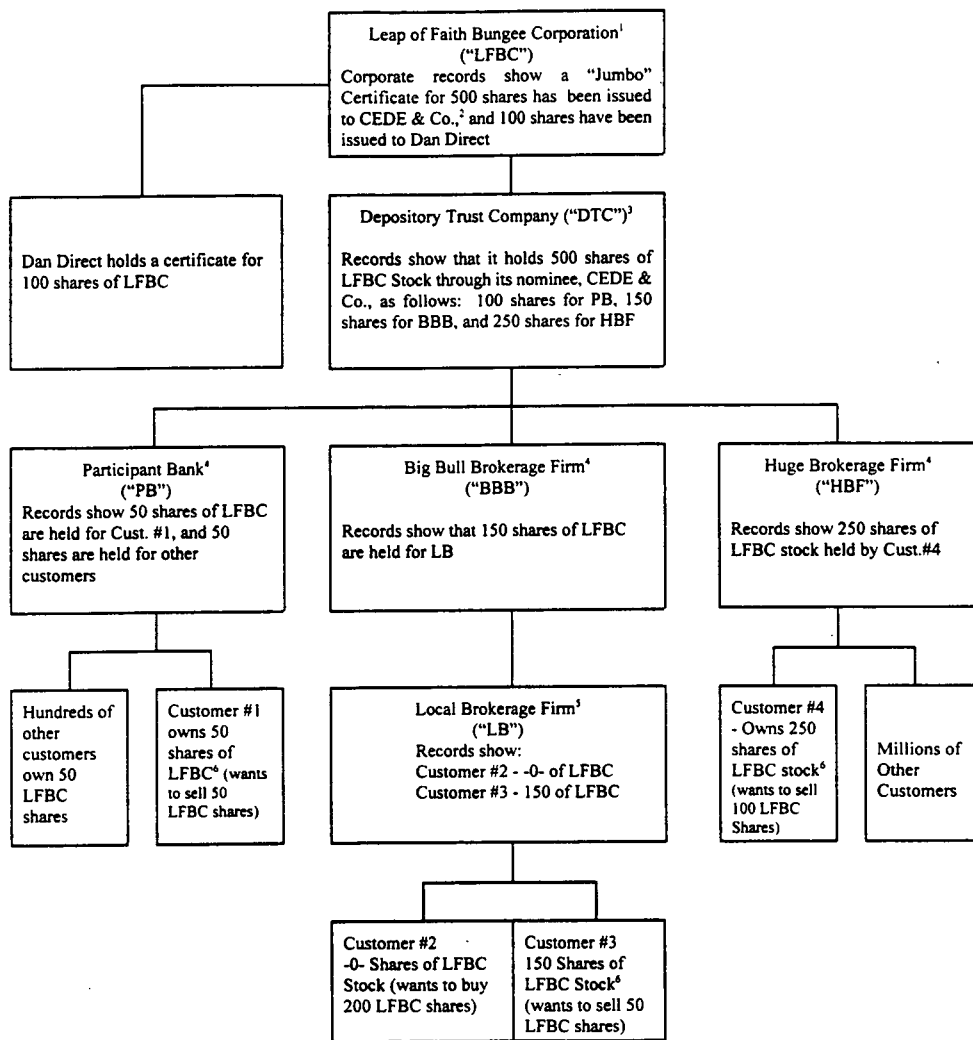 Leap of Faith Bungee Corporation¹
("LFBC")
Corporate records show a "Jumbo"
Certificate for 500 shares has been issued
to CEDE & Co.,² and 100 shares have been
issued to Dan Direct
Dan Direct holds a certificate for
100 shares of LFBC
Depository Trust Company ("DTC")³
Records show that it holds 500 shares of
LFBC Stock through its nominee, CEDE &
Co., as follows: 100 shares for PB, 150
shares for BBB, and 250 shares for HBF
Participant Bank⁴
("PB")
Records show 50 shares of LFBC
are held for Cust. #1, and 50
shares are held for other
customers
Big Bull Brokerage Firm⁴
("BBB")
Records show that 150 shares of LFBC
are held for LB
Huge Brokerage Firm⁴
("HBF")
Records show 250 shares of
LFBC stock held by Cust.#4
Hundreds of
other
customers
own 50
LFBC
shares
Customer #1
owns 50
shares of
LFBC⁶ (wants
to sell 50
LFBC shares)
Local Brokerage Firm⁵
("LB")
Records show:
Customer #2 - -0- of LFBC
Customer #3 - 150 of LFBC
Customer #4
- Owns 250
shares of
LFBC stock⁶
(wants to sell
100 LFBC
Shares)
Millions of
Other
Customers
Customer #2
-0- Shares of LFBC
Stock (wants to buy
200 LFBC shares)
Customer #3
150 Shares of
LFBC Stock⁶
(wants to sell 50
LFBC shares)